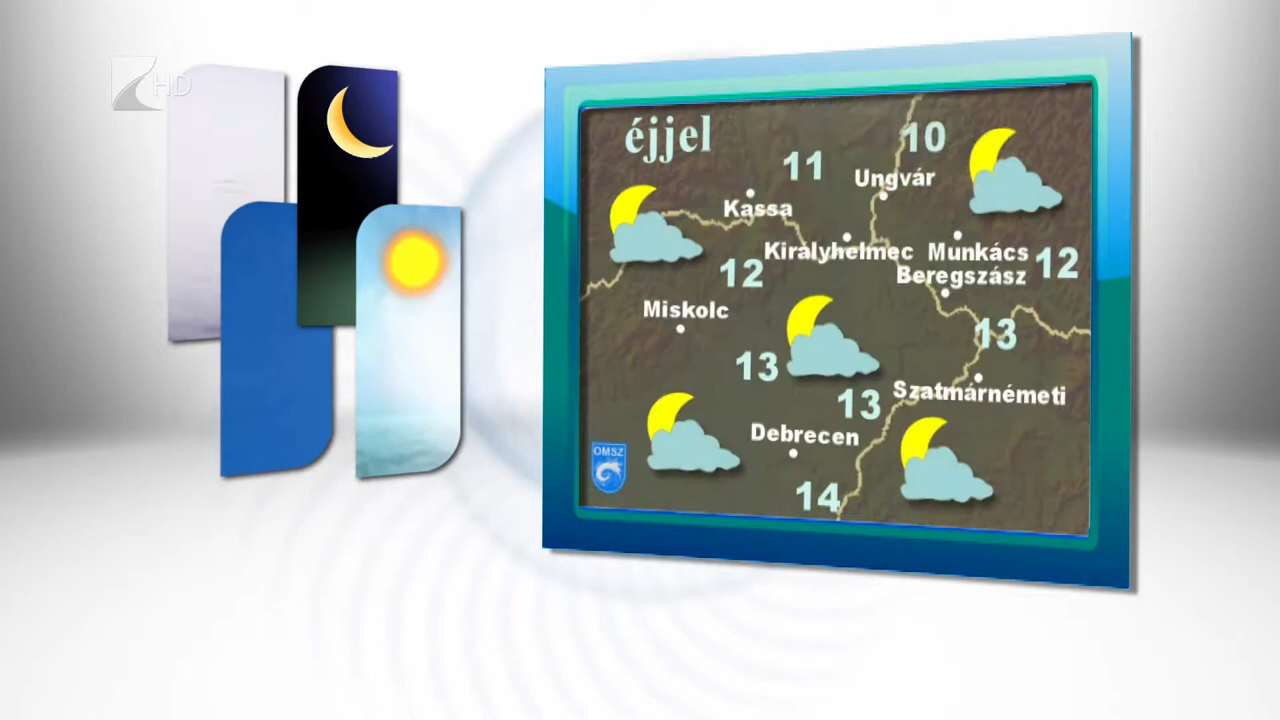 HD
éjjel
10
11
Ungvár
Kassa
Királyhelmec
Munkács
12
12
Beregszász
Miskolc
13
13
13
Szatmárnémeti
Debrecen
OMSZ
14